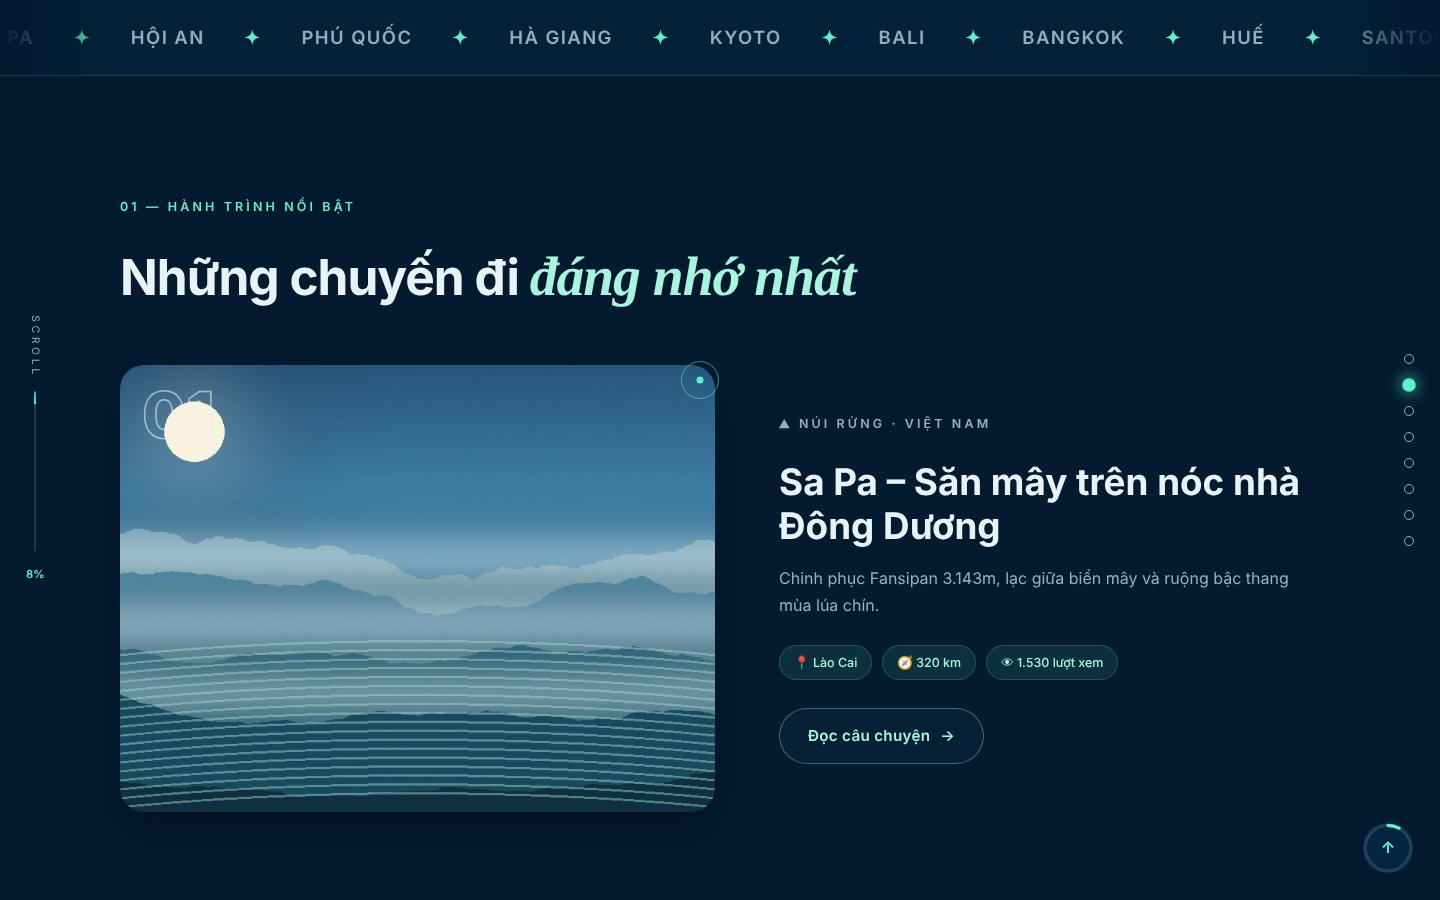 PA ✦ HỘI AN ✦ PHÚ QUỐC ✦ HÀ GIANG ✦ KYOTO ✦ BALI ✦ BANGKOK ✦ HUẾ ✦ SANTO
01 — HÀNH TRÌNH NỔI BẬT
Những chuyến đi đáng nhớ nhất
SCROLL
8%
01
▲ NÚI RỪNG · VIỆT NAM
Sa Pa – Săn mây trên nóc nhà
Đông Dương
Chinh phục Fansipan 3.143m, lạc giữa biển mây và ruộng bậc thang
mùa lúa chín.
📍 Lào Cai
🧭 320 km
👁 1.530 lượt xem
Đọc câu chuyện →